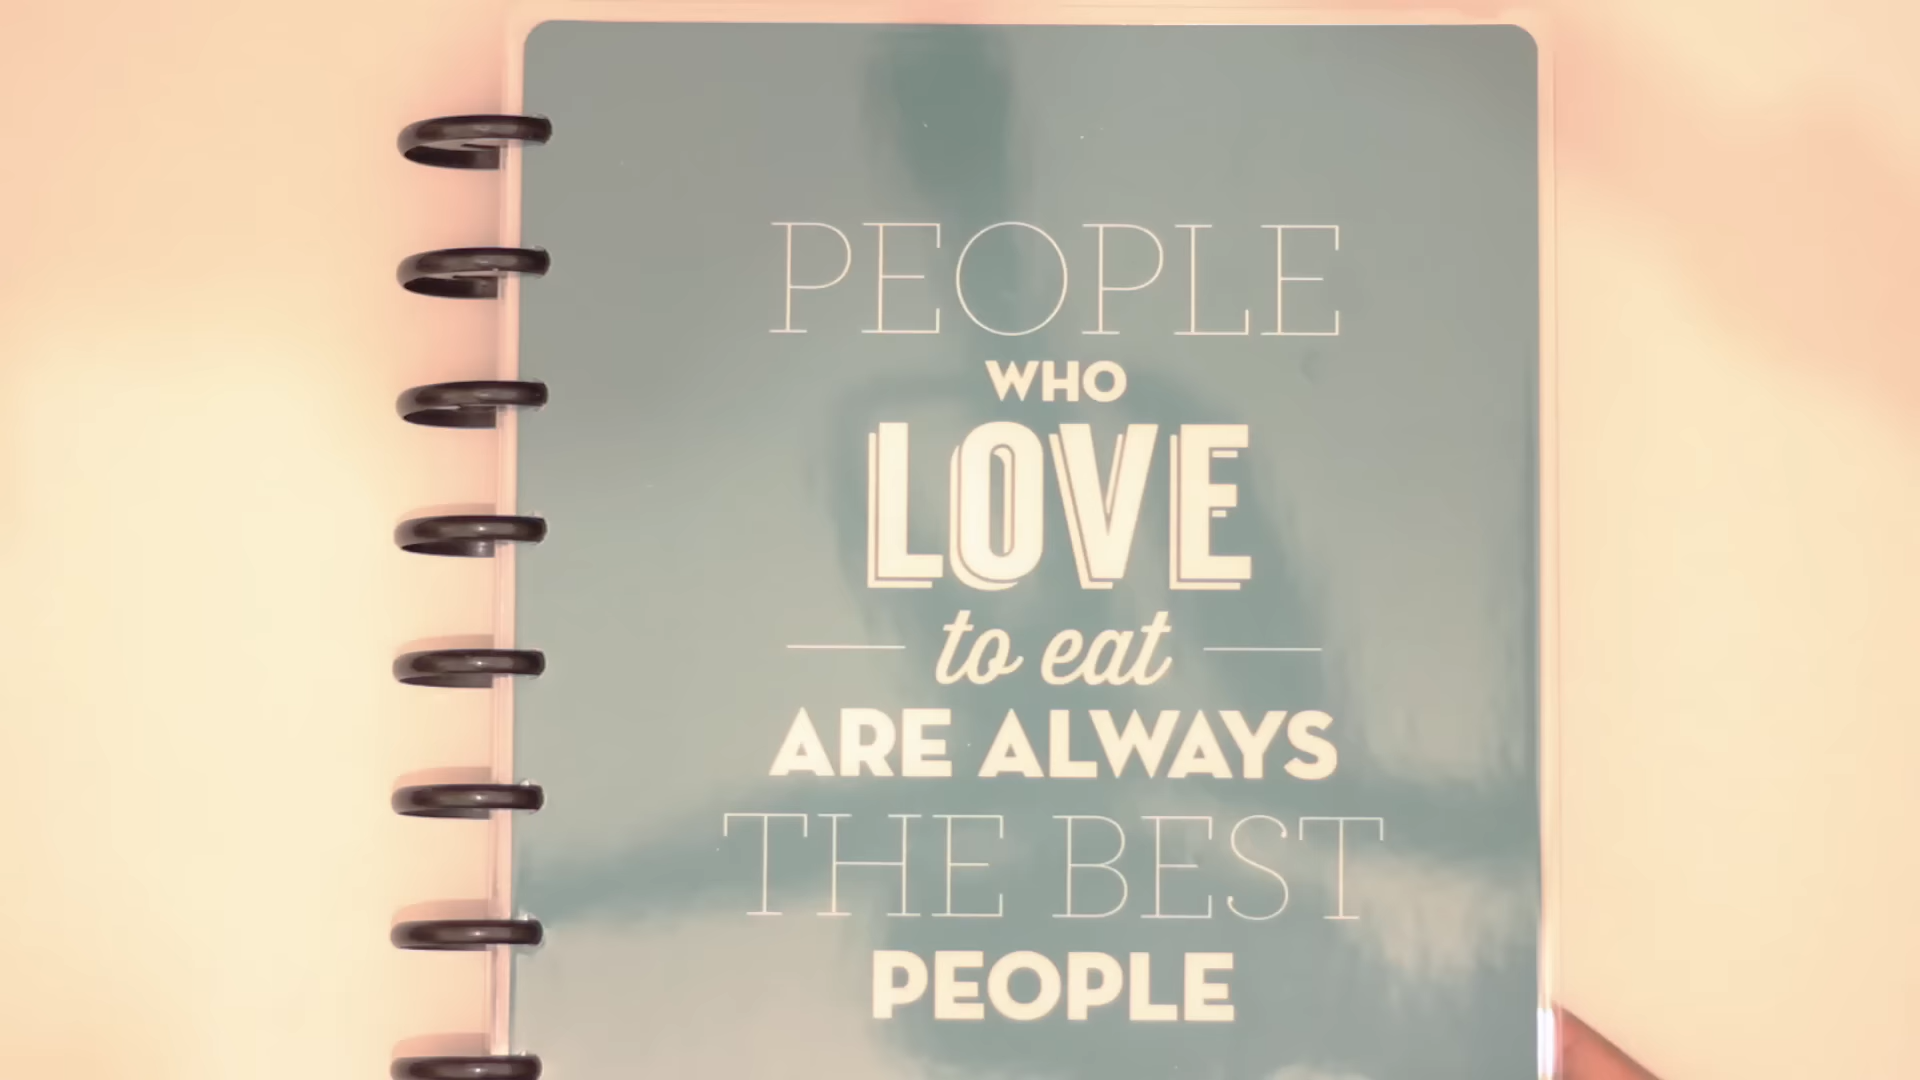 PEOPLE
WHO
LOVE
to eat
ARE ALWAYS
THE BEST
PEOPLE